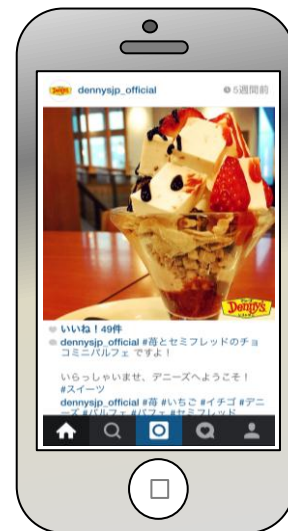 dennysjp_official 5週間前
Denny's
いいね！49件
dennysjp_official #苺とセミフレッドのチョ
コミニパルフェ ですよ！
いらっしゃいませ、デニーズへようこそ！
#スイーツ
dennysjp_official #苺 #いちご #イチゴ #デニ
ーズ #パルフェ #パフェ #セミフレッド